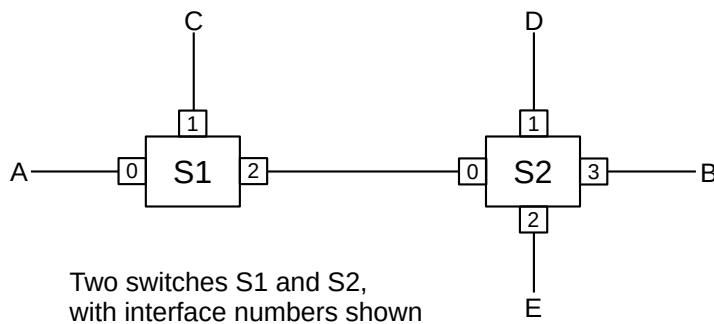 C
D
1
1
A
0
S1
2
0
S2
3
B
2
E
Two switches S1 and S2,
with interface numbers shown